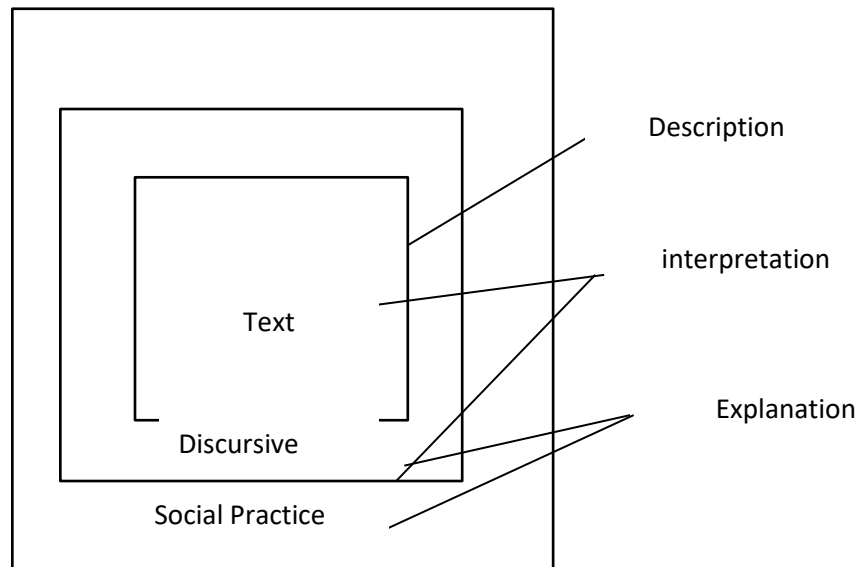 Description
interpretation
Text
Explanation
Discursive
Social Practice